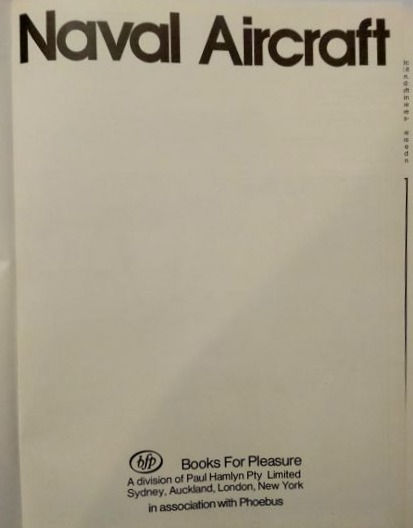 Naval Aircraft
bfp Books For Pleasure
A division of Paul Hamlyn Pty Limited
Sydney, Auckland, London, New York
in association with Phoebus